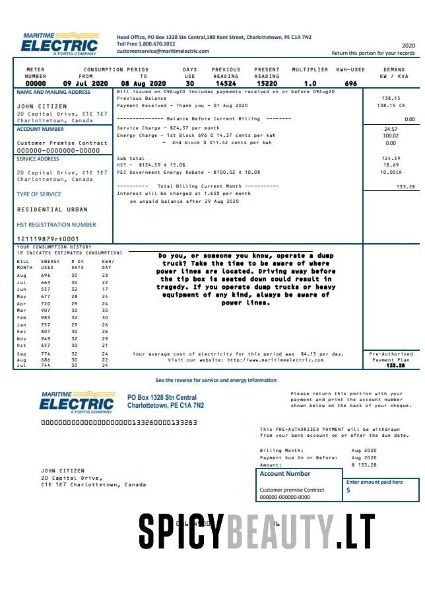 MARITIME
ELECTRIC
A FORTIS COMPANY
Head Office, PO Box 1328 Stn Central,180 Kent Street, Charlottetown, PE C1A 7N2
Toll Free 1.800.670.1012
customerservice@maritimeelectric.com
2020
Return this portion for your records
METER NUMBER CONSUMPTION PERIOD FROM TO DAYS PREVIOUS READING PRESENT READING MULTIPLIER KWH-USED DEMAND KW / KVA
00000 09 Jul 2020 08 Aug 2020 30 14524 15220 1.0 696
NAME AND MAILING ADDRESS
JOHN CITIZEN
20 Capital Drive, C1E 1E7
Charlottetown, Canada
ACCOUNT NUMBER
Customer Premise Contract
000000-0000000-00000
SERVICE ADDRESS
20 Capital Drive, C1E 7E7
Charlottetown, Canada
TYPE OF SERVICE
RESIDENTIAL URBAN
HST REGISTRATION NUMBER
121119879rt0001
Bill issued on 09Aug20 includes payments received on or before 09Aug20
Previous Balance 138.15
Payment Received - Thank you - 01 Aug 2020 138.15 CR
Balance Before Current Billing 0.00
Service Charge - $24.57 per month 24.57
Energy Charge - 1st block 696 @ 14.37 cents per kwh 100.02
- 2nd block 0 @11.42 cents per kwh 0.00
Sub total 124.59
HST - $124.59 x 15.0% 18.69
PEI Government Energy Rebate - $100.02 x 10.0% 10.00CR
Total Billing Current Month 133.28
Interest will be charged at 1.65% per month
on unpaid balance after 29 Aug 2020
YOUR CONSUMPTION HISTORY
(E INICATES ESTIMATED CONSUMPTION)
BILL MONTH ENERGY USED # OF DAYS KWH/ DAY
Aug 696 30 23
Jul 665 30 22
Jun 557 32 17
May 677 28 24
Apr 720 29 24
Mar 907 30 30
Feb 983 32 30
Jan 757 29 26
Dec 807 30 26
Nov 949 32 29
Oct 657 30 21
Sep 774 32 24
Aug 686 30 22
Jul 744 30 24
Do you, or someone you know, operate a dump
truck? Take the time to be aware of where
power lines are located. Driving away before
the tip box is seated down could result in
tragedy. If you operate dump trucks or heavy
equipment of any kind, always be aware of
power lines.
Your average cost of electricity for this period was $4.15 per day.
Visit our website: http://www.maritimeelectric.com
Pre-Authorized
Payment Plan
133.28
See the reverse for service and energy information
MARITIME
ELECTRIC
A FORTIS COMPANY
PO Box 1328 Stn Central
Charlottetown, PE C1A 7N2
Please return this portion with your
payment and print the account number
shown below on the back of your cheque.
THIS PRE-AUTHORIZED PAYMENT will be withdrawn
from your bank account on or after the due date.
Billing Month: Aug 2020
Payment Due On or Before: Aug 2020
Amount: $ 133.28
Account Number
Customer premise Contract
000000-000000-0000
Enter amount paid here
$
JOHN CITIZEN
20 Capital Drive,
C1E 1E7 Charlottetown, Canada
SPICYBEAUTY.LT